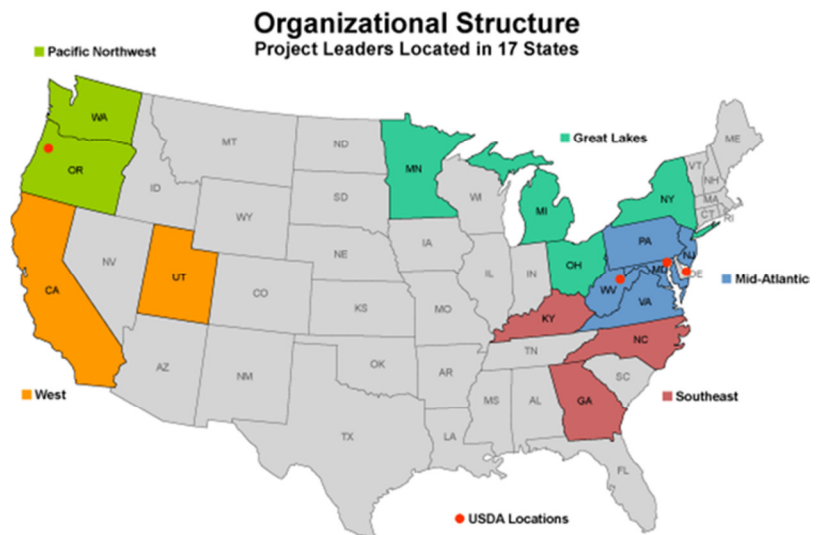 Organizational Structure
Project Leaders Located in 17 States
Pacific Northwest
WA
OR
MT
ND
MN
Great Lakes
ME
VT
NH
MA
CT
RI
ID
SD
WI
MI
NY
WY
IA
NE
PA
NJ
NV
UT
CO
IL
IN
OH
MD
DE
Mid-Atlantic
CA
KS
MO
WV
VA
KY
NC
AZ
NM
OK
AR
TN
SC
West
Southeast
MS
AL
GA
TX
LA
FL
USDA Locations